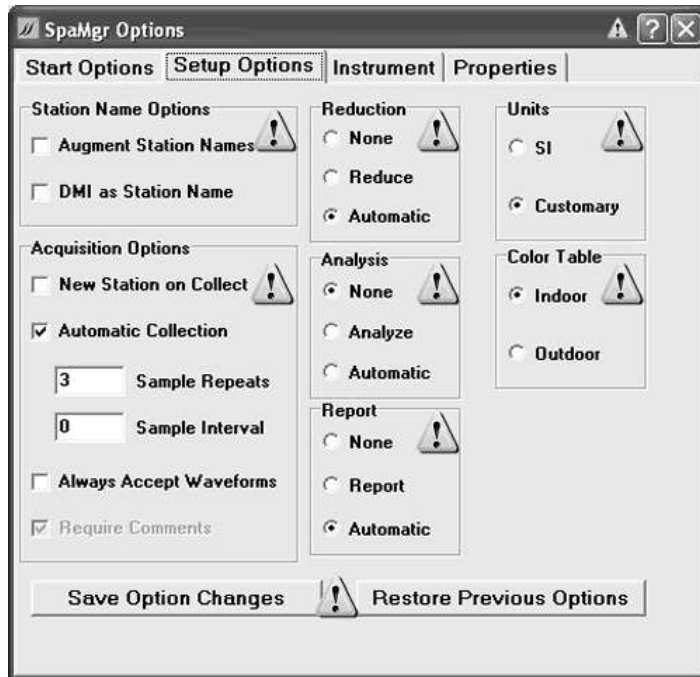 SpaMgr Options
Start Options Setup Options Instrument Properties
Station Name Options
Augment Station Names
DMI as Station Name
Acquisition Options
New Station on Collect
Automatic Collection
3 Sample Repeats
0 Sample Interval
Always Accept Waveforms
Require Comments
Reduction
None
Reduce
Automatic
Analysis
None
Analyze
Automatic
Report
None
Report
Automatic
Units
SI
Customary
Color Table
Indoor
Outdoor
Save Option Changes Restore Previous Options